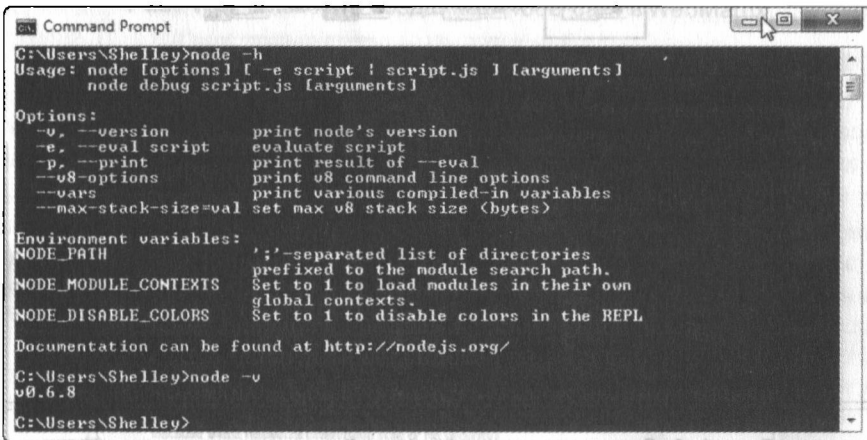 Command Prompt
C:\Users\Shelley>node -h
Usage: node [options] [ -e script | script.js ] [arguments]
       node debug script.js [arguments]

Options:
  -v, --version          print node's version
  -e, --eval script      evaluate script
  -p, --print            print result of --eval
  --v8-options           print v8 command line options
  --vars                 print various compiled-in variables
  --max-stack-size=val set max v8 stack size (bytes)

Environment variables:
NODE_PATH                ';'-separated list of directories
                         prefixed to the module search path.
NODE_MODULE_CONTEXTS     Set to 1 to load modules in their own
                         global contexts.
NODE_DISABLE_COLORS      Set to 1 to disable colors in the REPL

Documentation can be found at http://nodejs.org/

C:\Users\Shelley>node -v
v0.6.8

C:\Users\Shelley>